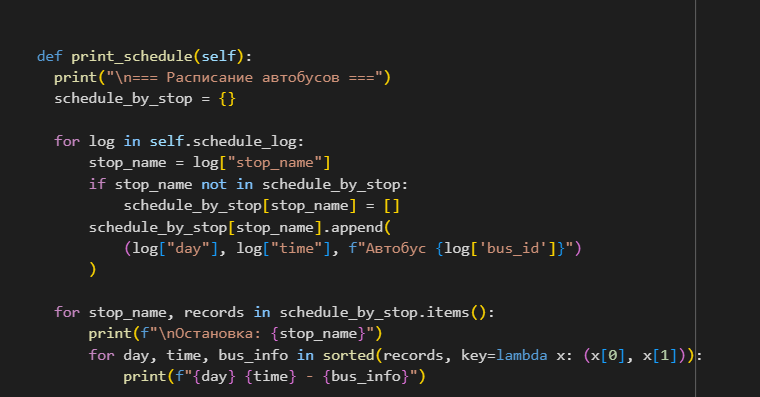 def print_schedule(self):
print("\n=== Расписание автобусов ===")
schedule_by_stop = {}
for log in self.schedule_log:
stop_name = log["stop_name"]
if stop_name not in schedule_by_stop:
schedule_by_stop[stop_name] = []
schedule_by_stop[stop_name].append(
(log["day"], log["time"], f"Автобус {log['bus_id']}")
)
for stop_name, records in schedule_by_stop.items():
print(f"\nОстановка: {stop_name}")
for day, time, bus_info in sorted(records, key=lambda x: (x[0], x[1])):
print(f"{day} {time} - {bus_info}")